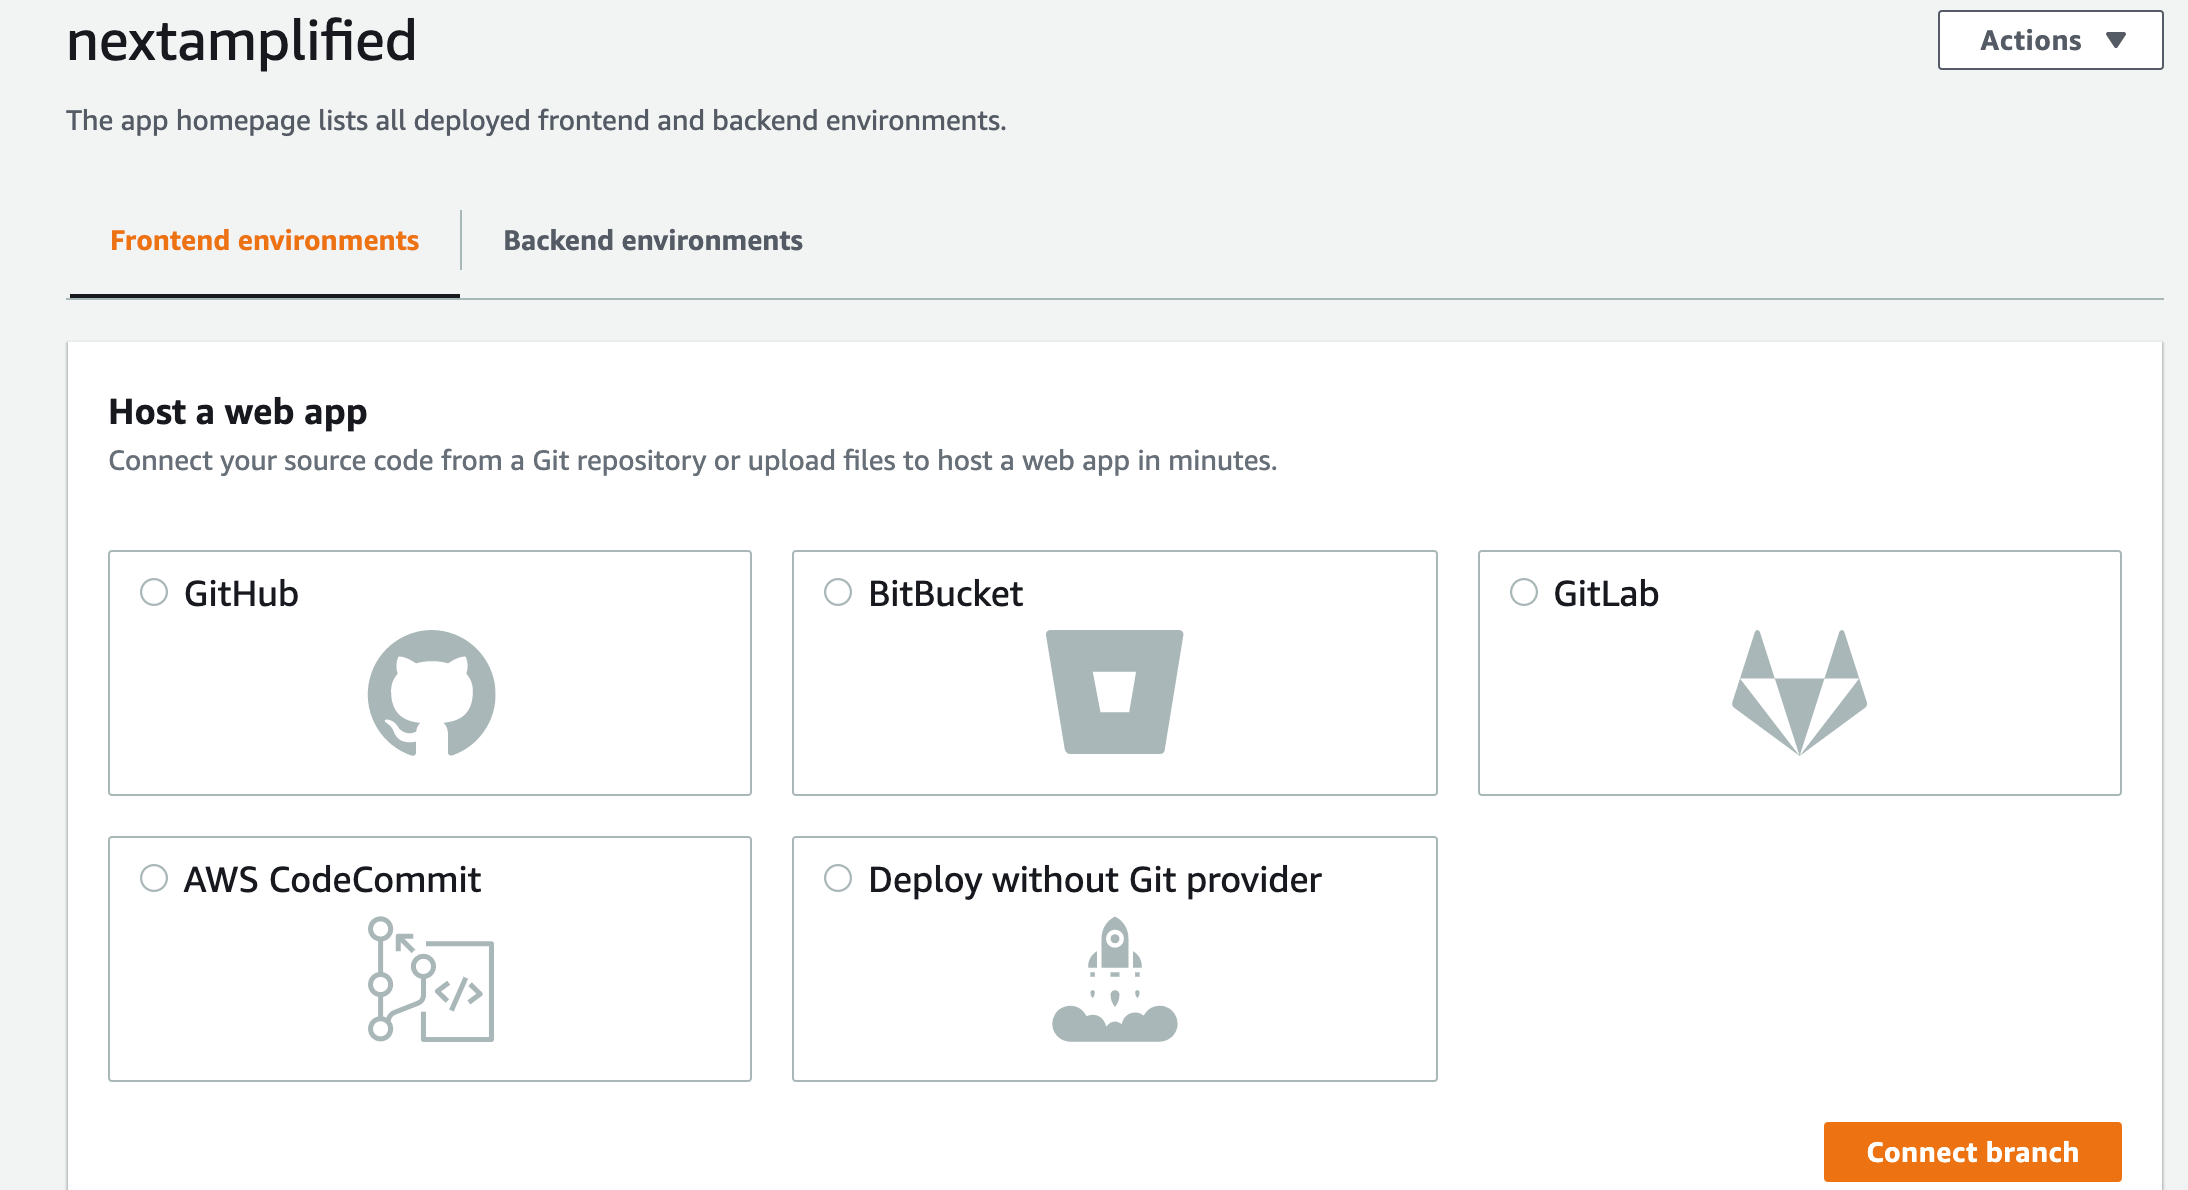 nextamplified
Actions
The app homepage lists all deployed frontend and backend environments.
Frontend environments
Backend environments
Host a web app
Connect your source code from a Git repository or upload files to host a web app in minutes.
GitHub
BitBucket
GitLab
AWS CodeCommit
Deploy without Git provider
</>
Connect branch